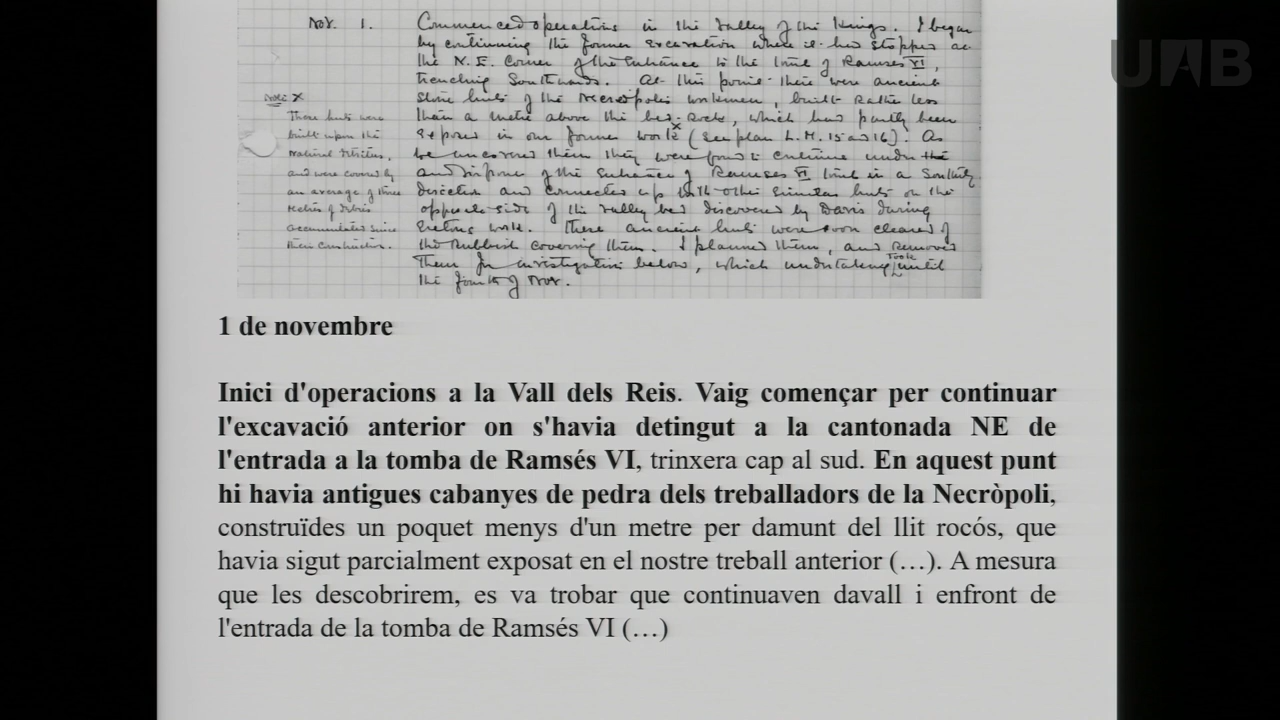 Nov. 1. Commenced operations in the Valley of the Kings. I began
by continuing the former excavation where it had stopped at
the N.E. Corner of the entrance to the tomb of Ramses VI,
trenching Southwards. At this point there were ancient
stone huts of the Necropolis workmen, built rather less
than a metre above the bed-rock, which had partly been
exposed in our former work x (see plan L.M. 15 and 16). As
we uncovered them they were found to continue under the
and in front of the entrance of Ramses VI tomb in a Southerly
direction and connected up with other similar huts on the
opposite side of the valley bed discovered by Davis during
work. These ancient huts were soon cleared of
the rubbish covering them. I planned them, and removed
them for investigation below, which undertaking took until
the fourth of Nov.
Note x
These huts were
built upon the
natural detritus,
and were covered by
an average of three
metres of debris
accumulated since
their construction.
UAB
1 de novembre
Inici d'operacions a la Vall dels Reis. Vaig començar per continuar
l'excavació anterior on s'havia detingut a la cantonada NE de
l'entrada a la tomba de Ramsés VI, trinxera cap al sud. En aquest punt
hi havia antigues cabanyes de pedra dels treballadors de la Necròpoli,
construïdes un poquet menys d'un metre per damunt del llit rocós, que
havia sigut parcialment exposat en el nostre treball anterior (…). A mesura
que les descobrirem, es va trobar que continuaven davall i enfront de
l'entrada de la tomba de Ramsés VI (…)